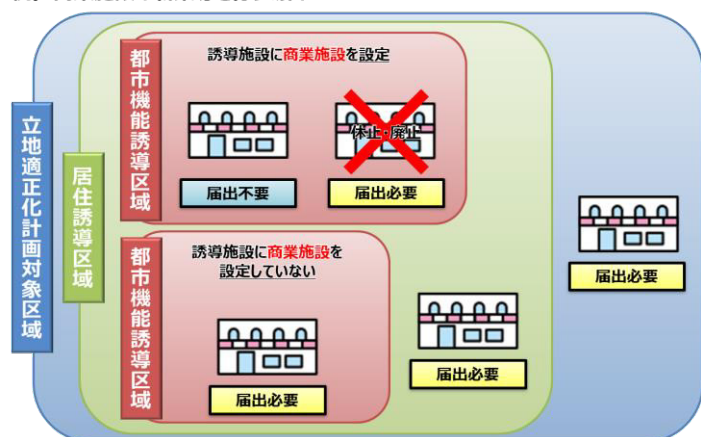 立地適正化計画対象区域
居住誘導区域
都市機能誘導区域
誘導施設に商業施設を設定
休止・廃止
届出不要
届出必要
都市機能誘導区域
誘導施設に商業施設を
設定していない
届出必要
届出必要
届出必要